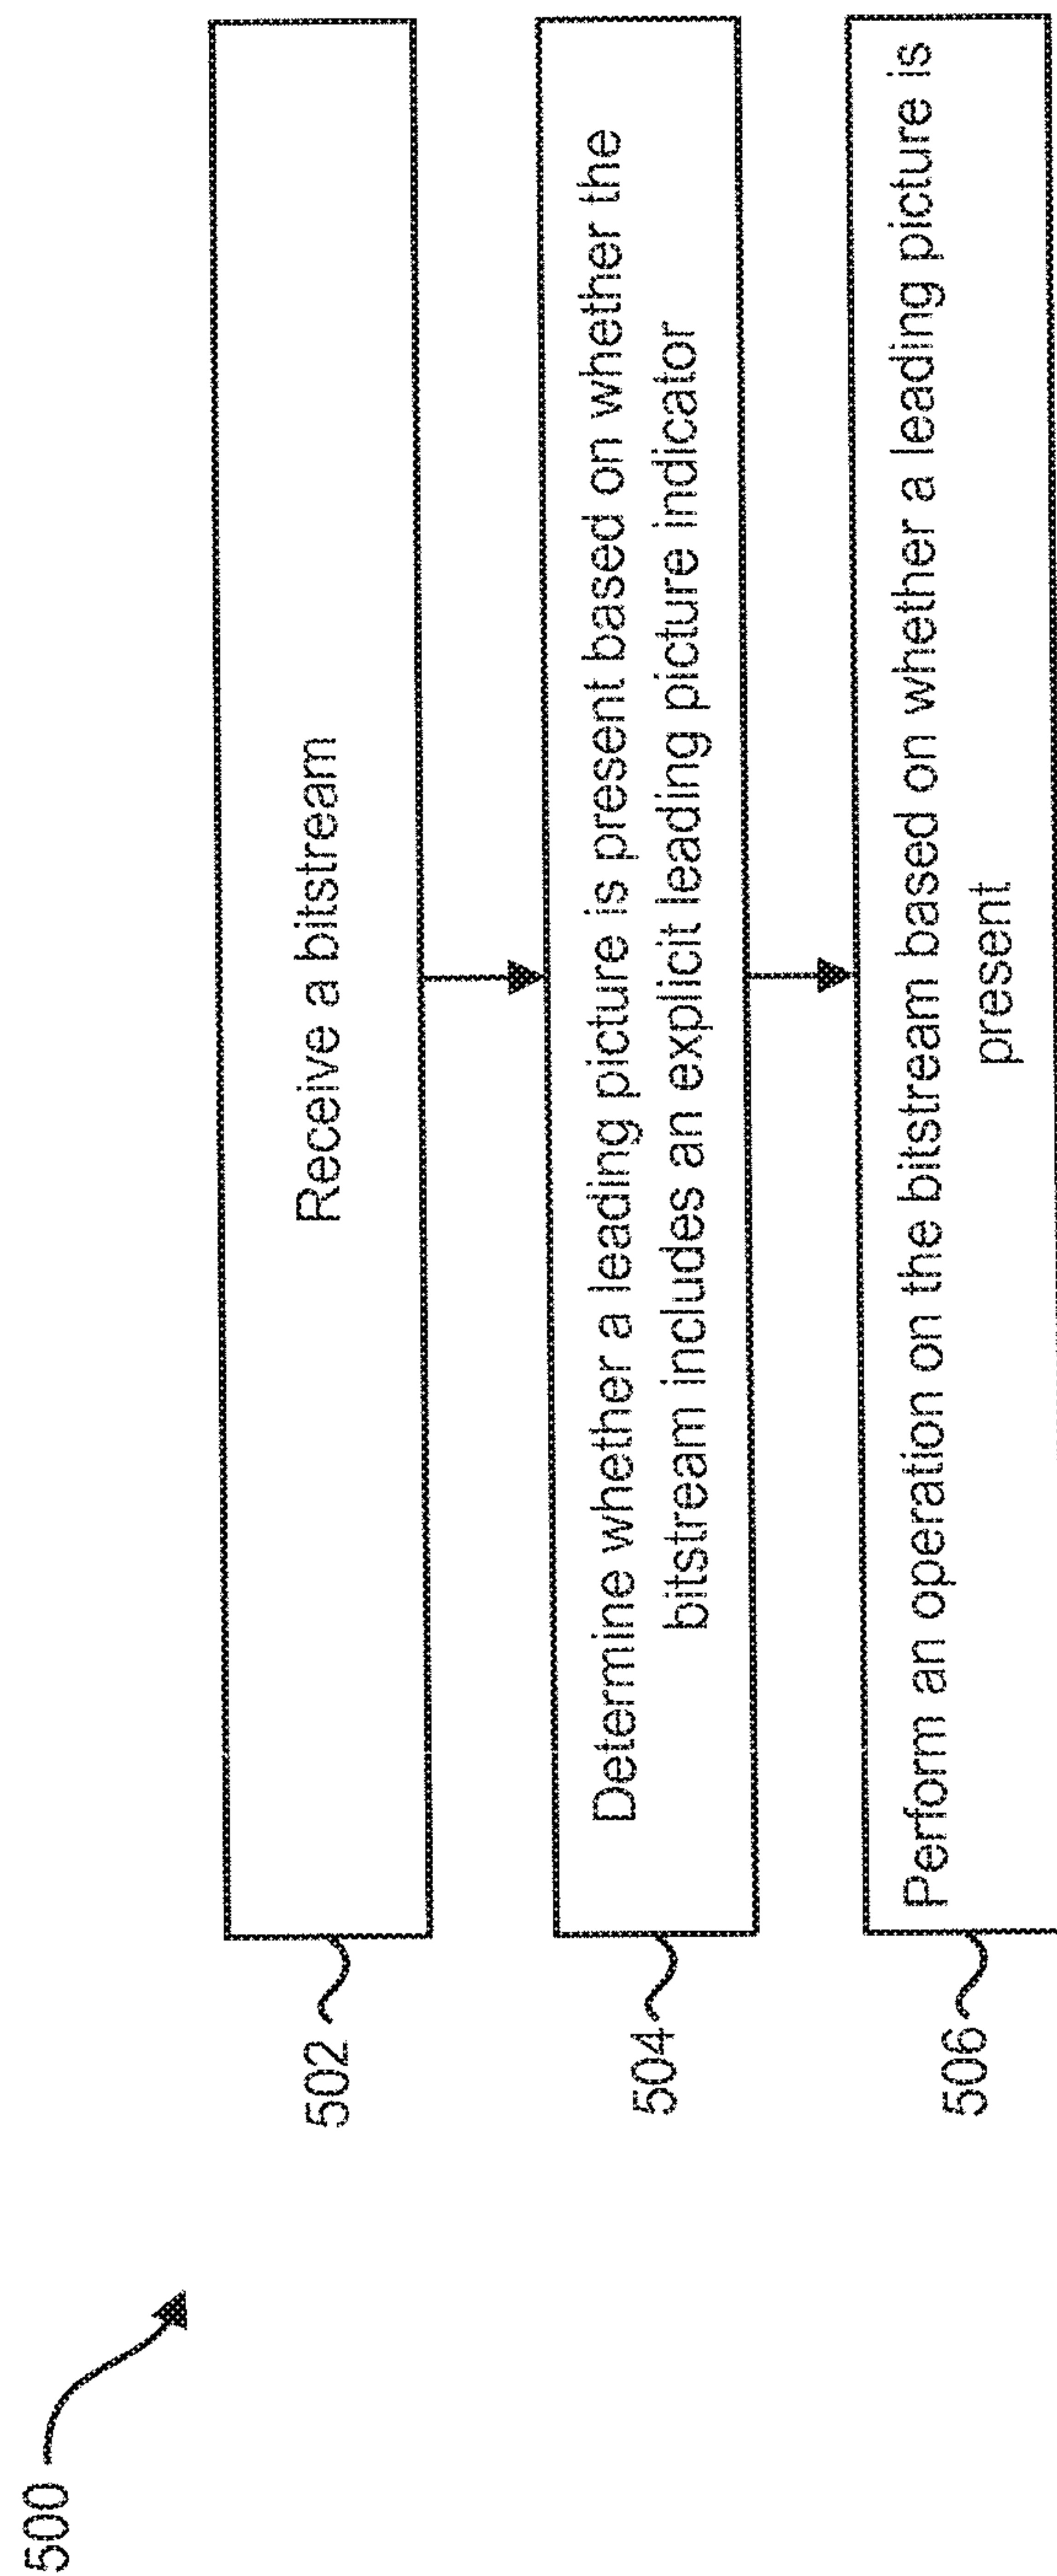 500
502
Receive a bitstream
504
Determine whether a leading picture is present based on whether the
bitstream includes an explicit leading picture indicator
506
Perform an operation on the bitstream based on whether a leading picture is
present